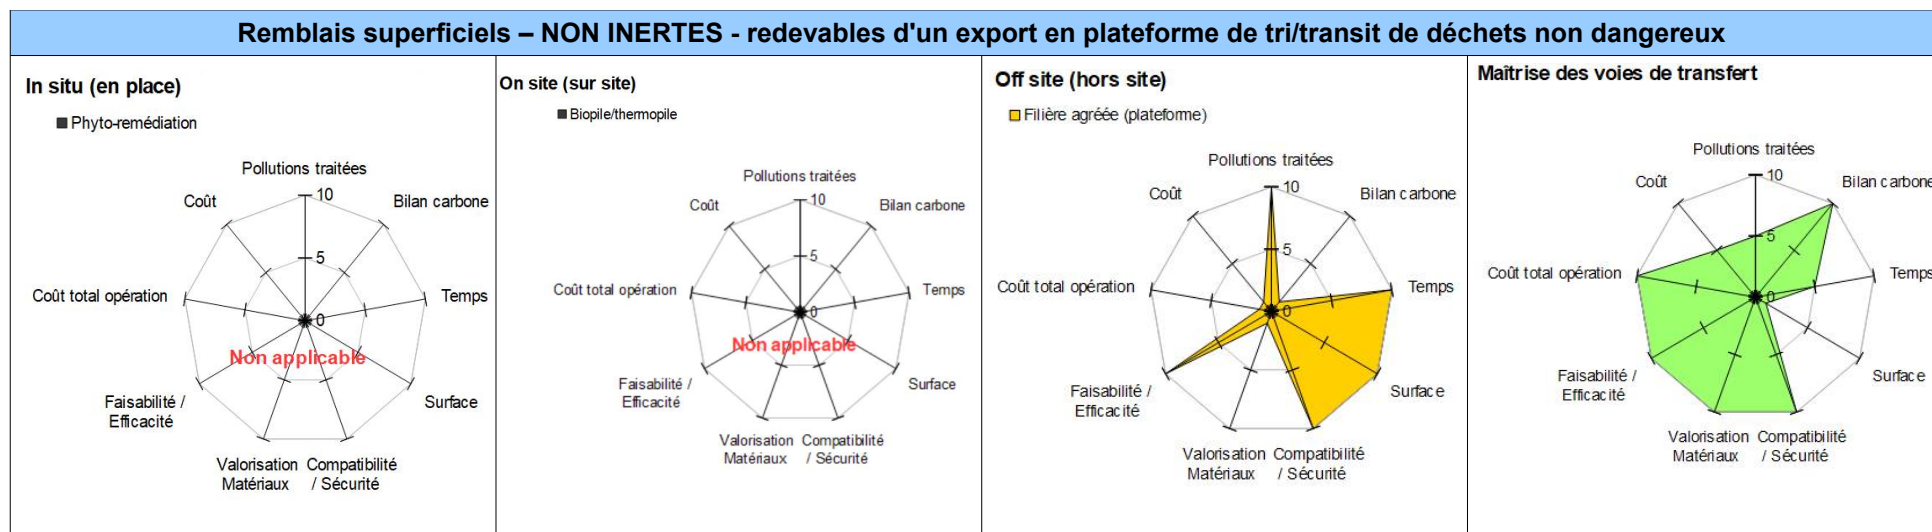 Remblais superficiels – NON INERTES - redevables d'un export en plateforme de tri/transit de déchets non dangereux
In situ (en place)
Phyto-remédiation
Pollutions traitées
10
Coût
Bilan carbone
5
Coût total opération
Temps
0
Non applicable
Faisabilité /
Efficacité
Surface
Valorisation
Matériaux
Compatibilité
/ Sécurité
On site (sur site)
Biopile/thermopile
Pollutions traitées
10
Coût
Bilan carbone
5
Coût total opération
Temps
0
Non applicable
Faisabilité /
Efficacité
Surface
Valorisation
Matériaux
Compatibilité
/ Sécurité
Off site (hors site)
Filière agréée (plateforme)
Pollutions traitées
10
Coût
Bilan carbone
5
Coût total opération
Temps
0
Faisabilité /
Efficacité
Surface
Valorisation
Matériaux
Compatibilité
/ Sécurité
Maîtrise des voies de transfert
Pollutions traitées
10
Coût
Bilan carbone
5
Coût total opération
Temps
0
Faisabilité /
Efficacité
Surface
Valorisation
Matériaux
Compatibilité
/ Sécurité